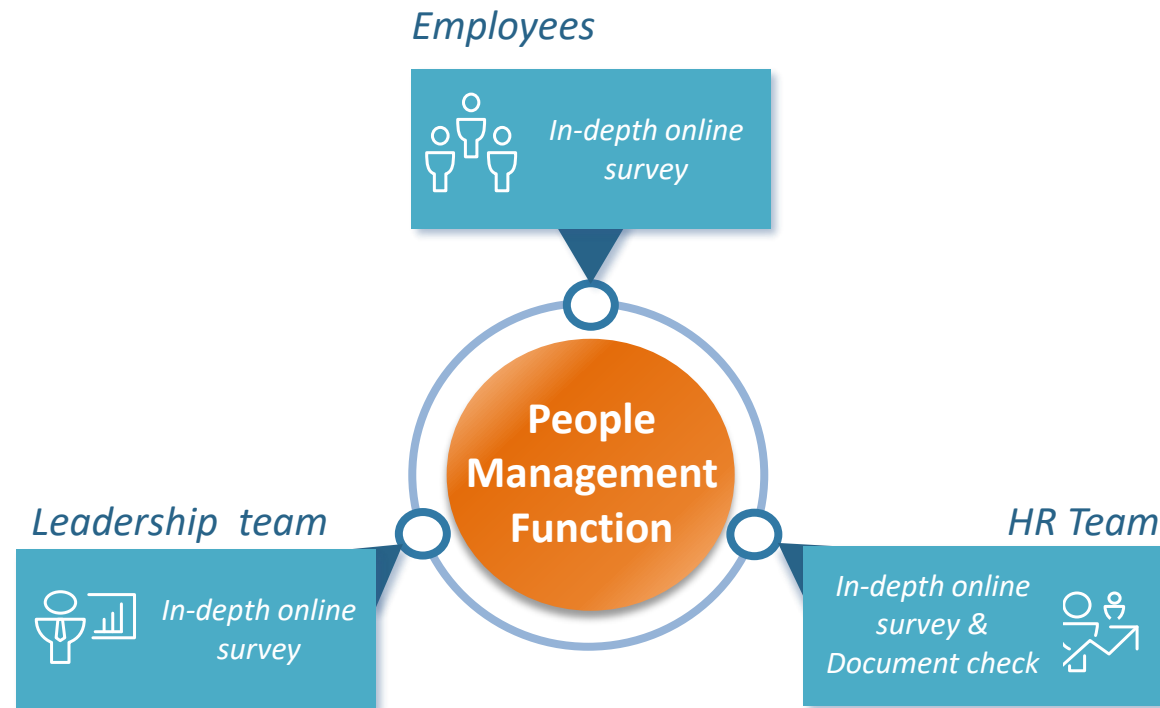 Employees
In-depth online
survey
People
Management
Function
Leadership team
In-depth online
survey
HR Team
In-depth online
survey &
Document check